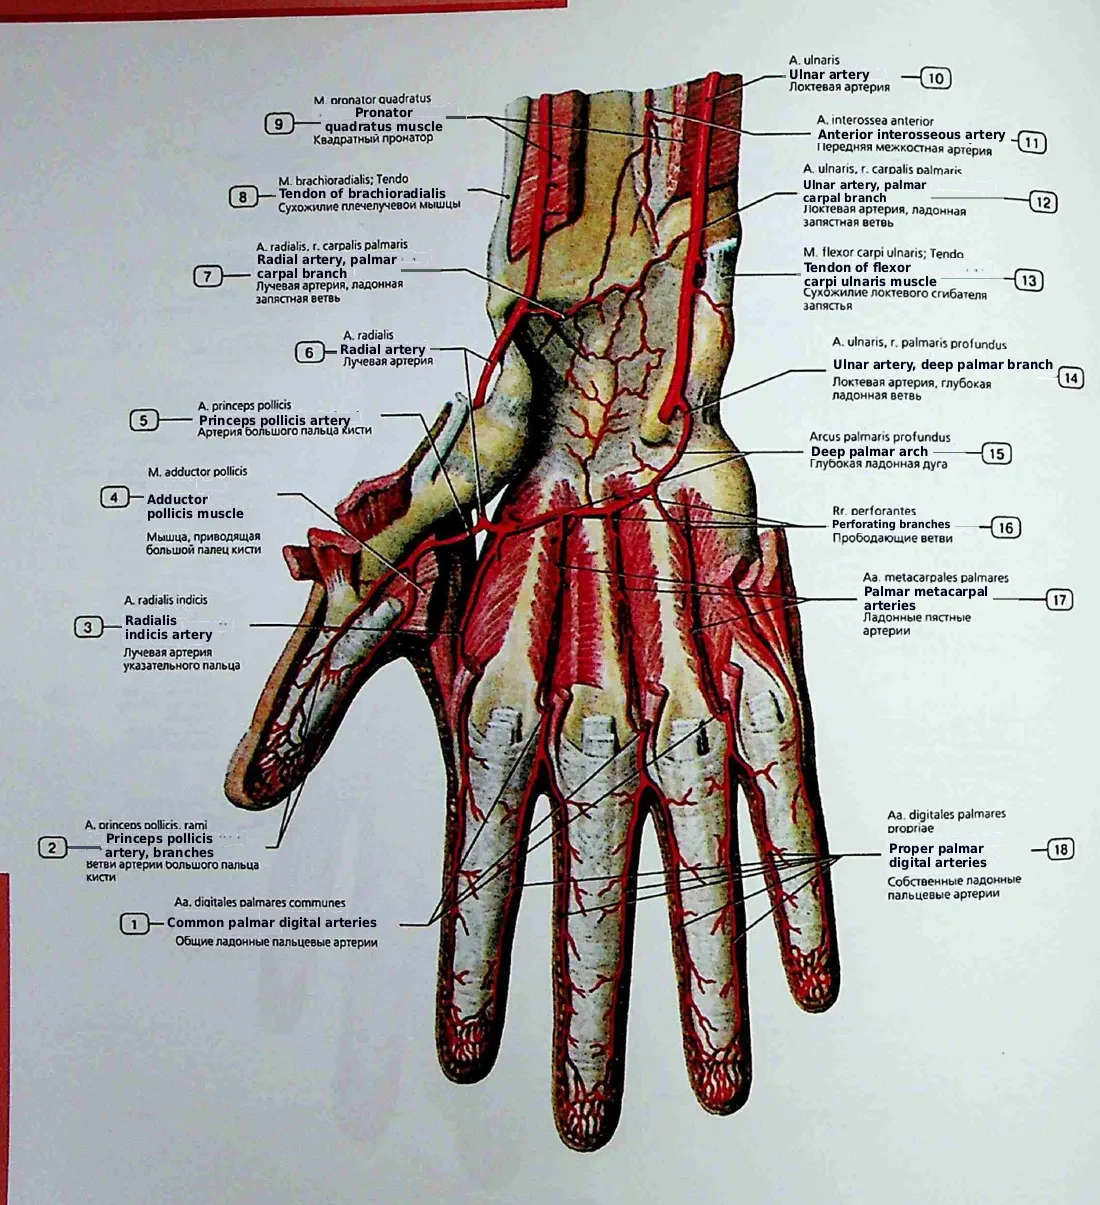 A. ulnaris
Ulnar artery
10
Локтевая артерия
M. pronator quadratus
Pronator
quadratus muscle
9
Квадратный пронатор
A. interossea anterior
Anterior interosseous artery
11
Передняя межкостная артерия
M. brachioradialis; Tendo
8
Tendon of brachioradialis
Сухожилие плечелучевой мышцы
A. ulnaris, r. carpalis palmaris
Ulnar artery, palmar
carpal branch
12
Локтевая артерия, ладонная
запястная ветвь
A. radialis, r. carpalis palmaris
Radial artery, palmar
carpal branch
7
Лучевая артерия, ладонная
запястная ветвь
M. flexor carpi ulnaris; Tendo
Tendon of flexor
carpi ulnaris muscle
13
Сухожилие локтевого сгибателя
запястья
A. radialis
6
Radial artery
Лучевая артерия
A. ulnaris, r. palmaris profundus
Ulnar artery, deep palmar branch
14
Локтевая артерия, глубокая
ладонная ветвь
A. princeps pollicis
5
Princeps pollicis artery
Артерия большого пальца кисти
Arcus palmaris profundus
Deep palmar arch
15
Глубокая ладонная дуга
M. adductor pollicis
4
Adductor
pollicis muscle
Мышца, приводящая
большой палец кисти
Rr. perforantes
Perforating branches
16
Прободающие ветви
Aa. metacarpales palmares
Palmar metacarpal
arteries
17
Ладонные пястные
артерии
A. radialis indicis
3
Radialis
indicis artery
Лучевая артерия
указательного пальца
A. princeps pollicis, rami
2
Princeps pollicis
artery, branches
Ветви артерии большого пальца
кисти
Aa. digitales palmares
propriae
Proper palmar
digital arteries
18
Собственные ладонные
пальцевые артерии
Aa. digitales palmares communes
1
Common palmar digital arteries
Общие ладонные пальцевые артерии